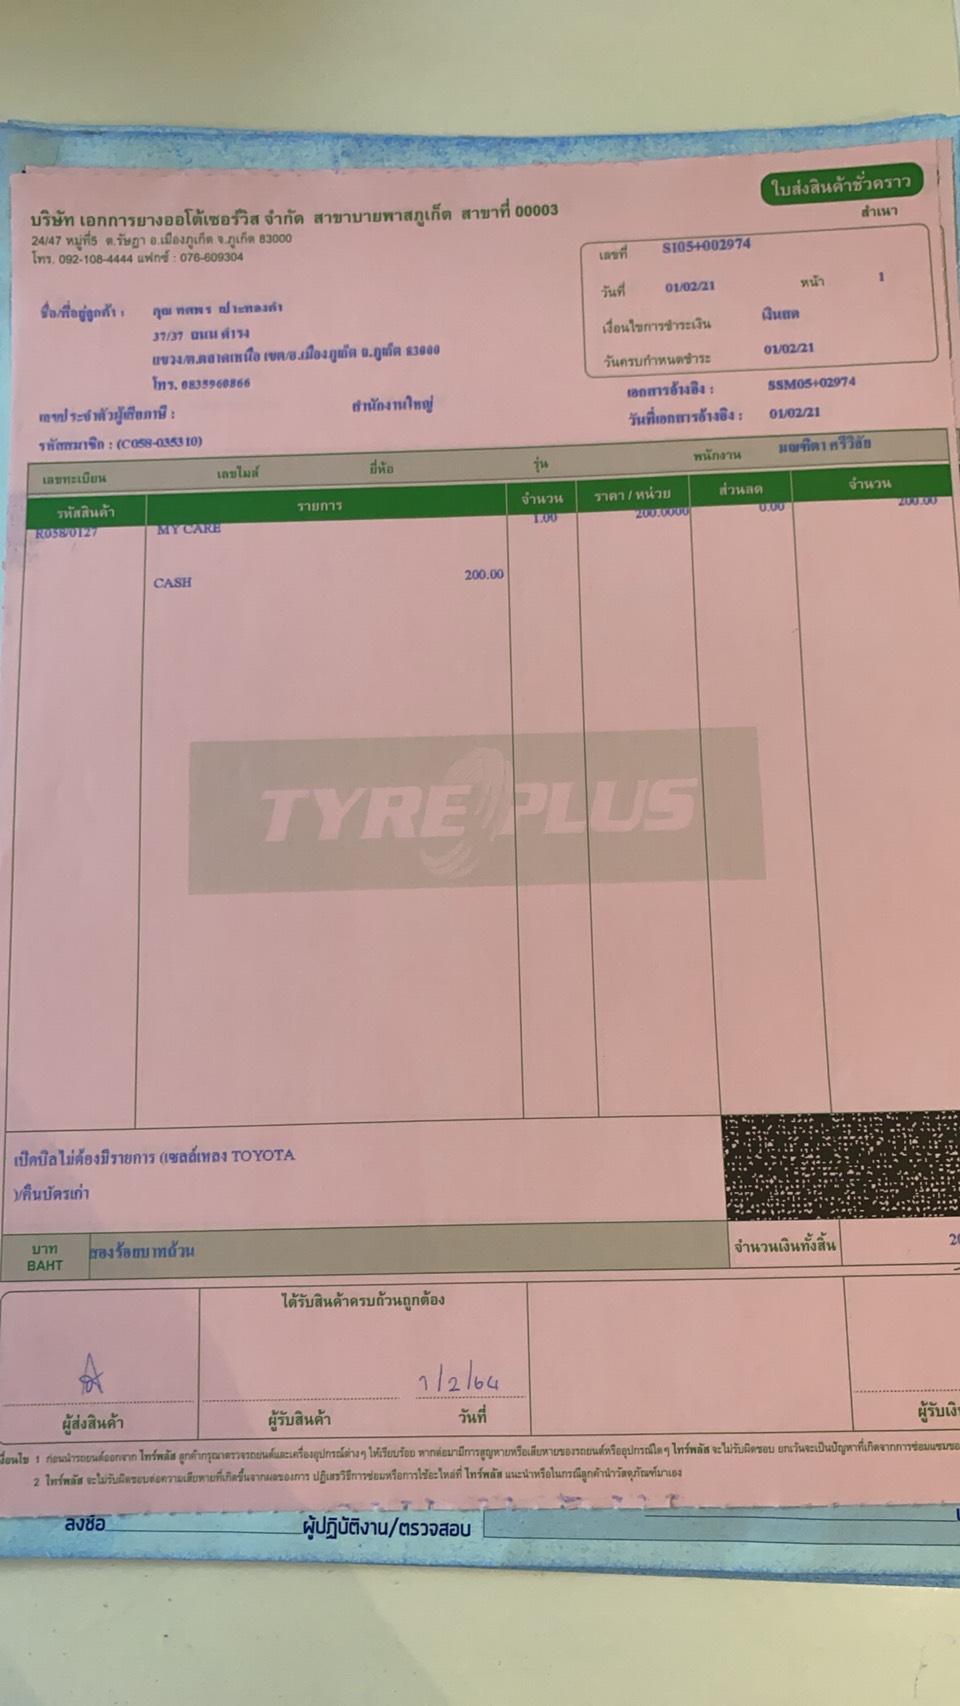 ใบส่งสินค้าชั่วคราว
สำเนา
บริษัท เอกการยางออโต้เซอร์วิส จำกัด สาขาบายพาสภูเก็ต สาขาที่ 00003
24/47 หมู่ที่5 ต.รัษฎา อ.เมืองภูเก็ต จ.ภูเก็ต 83000
โทร. 092-108-4444 แฟกซ์ : 076-609304
เลขที่ SI05+002974
วันที่ 01/02/21 หน้า 1
เงื่อนไขการชำระเงิน เงินสด
วันครบกำหนดชำระ 01/02/21
เอกสารอ้างอิง : SSM05+02974
วันที่เอกสารอ้างอิง : 01/02/21
ชื่อ/ที่อยู่ลูกค้า : คุณ ทศพร
37/37 ถนน ดำรง
แขวง/ต.ตลาดเหนือ เขต/อ.เมืองภูเก็ต จ.ภูเก็ต 83000
โทร. 0835960866
เลขประจำตัวผู้เสียภาษี : สำนักงานใหญ่
รหัสสมาชิก : (C058-035310)
เลขทะเบียน เลขไมล์ ยี่ห้อ รุ่น พนักงาน มณฑิตา ศรีวิชัย
รหัสสินค้า รายการ จำนวน ราคา / หน่วย ส่วนลด จำนวน
R058/0127 MY CARE 1.00 200.0000 0.00 200.00
CASH 200.00
TYREPLUS
เปิดบิลไม่ต้องมีรายการ (เซลล์เหลง TOYOTA
)/คืนบัตรเก่า
บาท
BAHT
สองร้อยบาทถ้วน จำนวนเงินทั้งสิ้น
ได้รับสินค้าครบถ้วนถูกต้อง
1/2/64
ผู้ส่งสินค้า ผู้รับสินค้า วันที่ ผู้รับเงิ
1 ก่อนนำรถยนต์ออกจาก ไทร์พลัส ลูกค้ากรุณาตรวจรถยนต์และเครื่องอุปกรณ์ต่างๆ ให้เรียบร้อย หากต่อมามีการสูญหายหรือเสียหายของรถยนต์หรืออุปกรณ์ใดๆ ไทร์พลัส จะไม่รับผิดชอบ ยกเว้นจะเป็นปัญหาที่เกิดจากการซ่อมแซมของ
2 ไทร์พลัส จะไม่รับผิดชอบต่อความเสียหายที่เกิดขึ้นจากผลของการ ปฏิเสธวิธีการซ่อมหรือการใช้อะไหล่ที่ ไทร์พลัส แนะนำหรือในกรณีลูกค้านำวัสดุภัณฑ์มาเอง
ลงชื่อ ผู้ปฏิบัติงาน/ตรวจสอบ